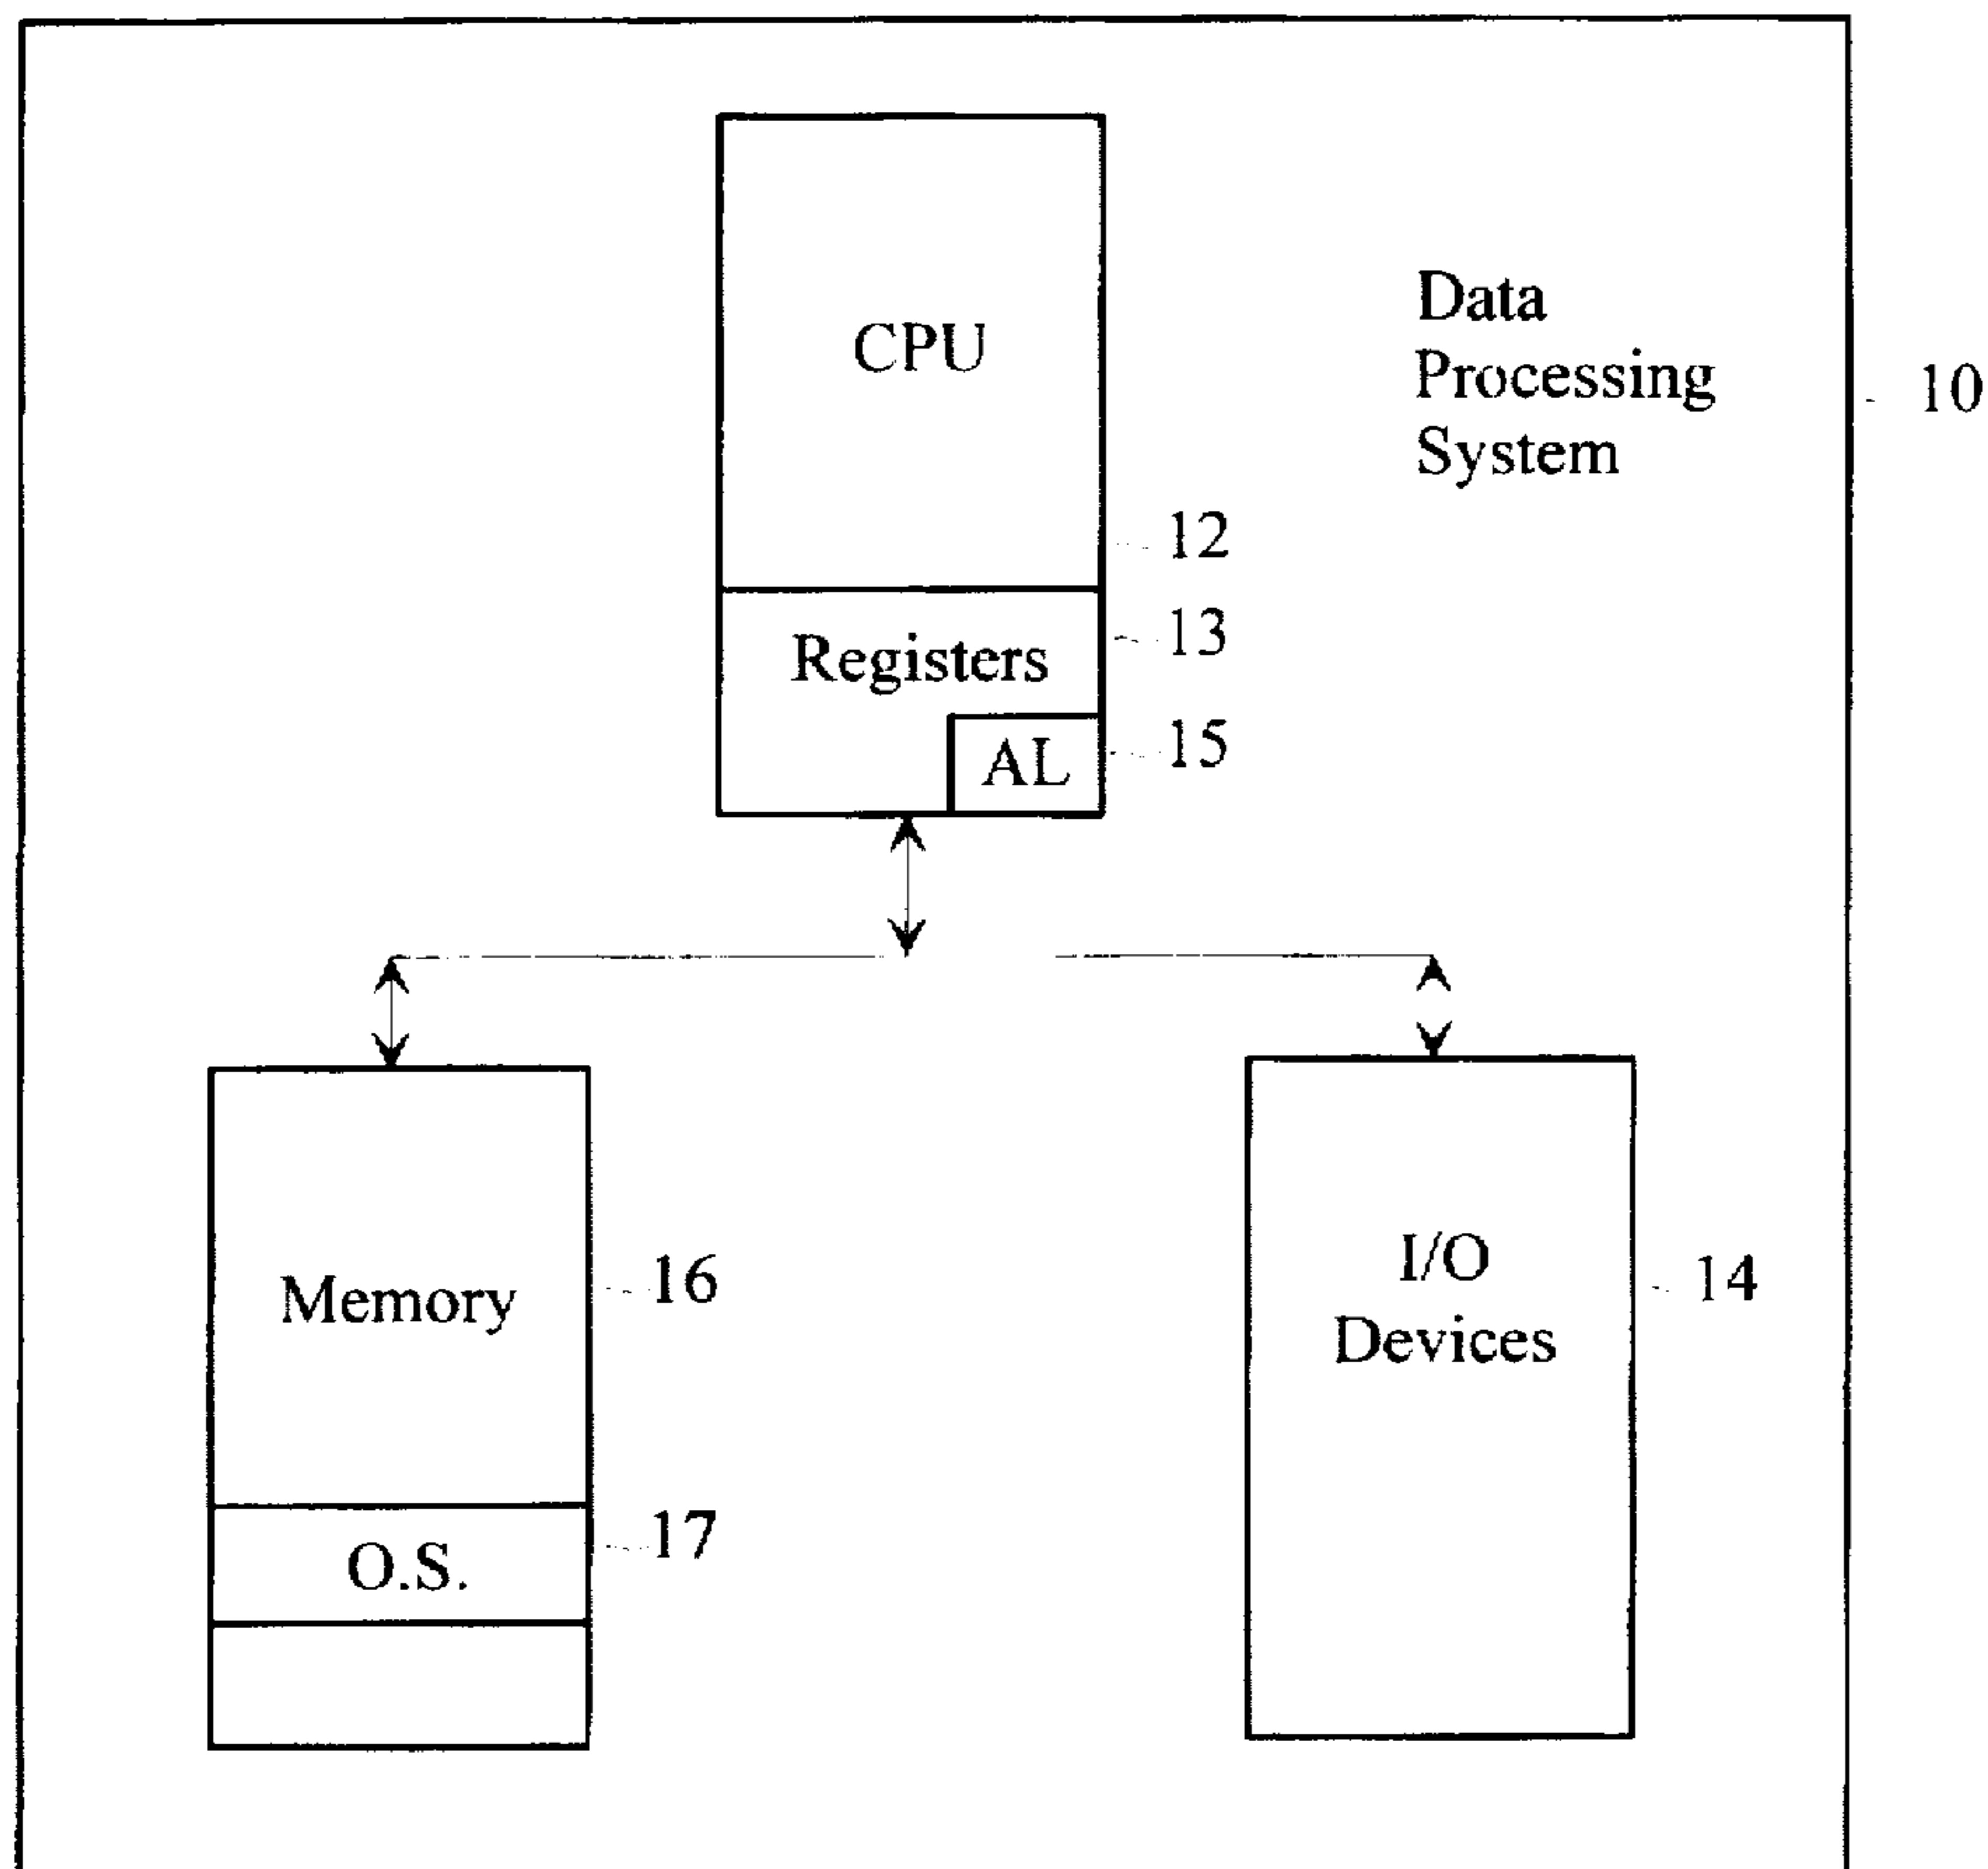 CPU
Data
Processing
System
10
12
Registers
13
AL
15
Memory
16
I/O
Devices
14
O.S.
17